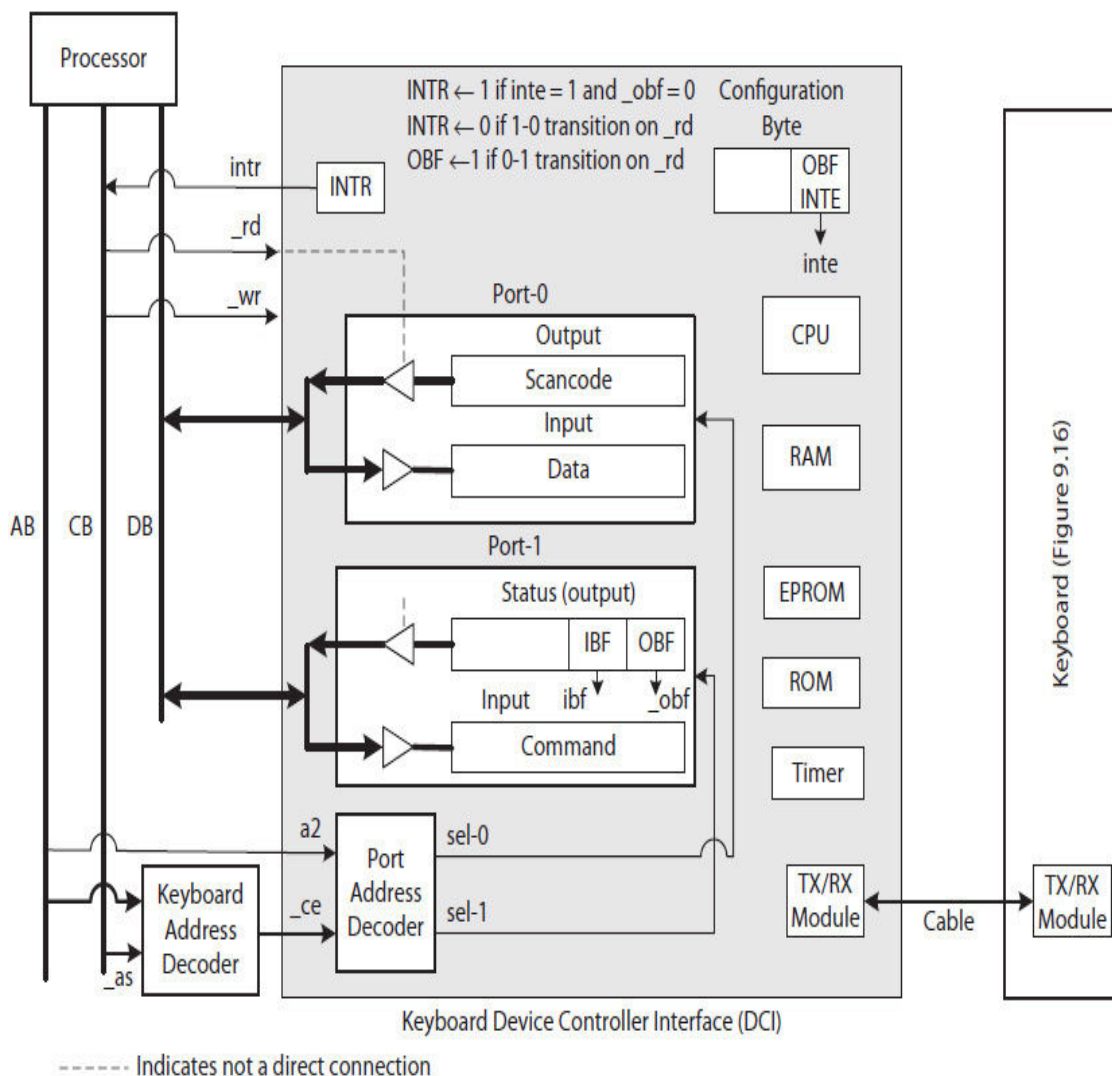 Processor
INTR ← 1 if inte = 1 and _obf = 0
INTR ← 0 if 1-0 transition on _rd
OBF ←1 if 0-1 transition on _rd
Configuration
Byte
OBF
INTE
inte
intr
INTR
_rd
_wr
Port-0
Output
Scancode
Input
Data
CPU
RAM
AB
CB
DB
Port-1
Status (output)
IBF
OBF
Input
ibf
_obf
Command
EPROM
ROM
Timer
a2
Port
Address
Decoder
sel-0
sel-1
Keyboard
Address
Decoder
_ce
_as
TX/RX
Module
Cable
TX/RX
Module
Keyboard (Figure 9.16)
Keyboard Device Controller Interface (DCI)
Indicates not a direct connection